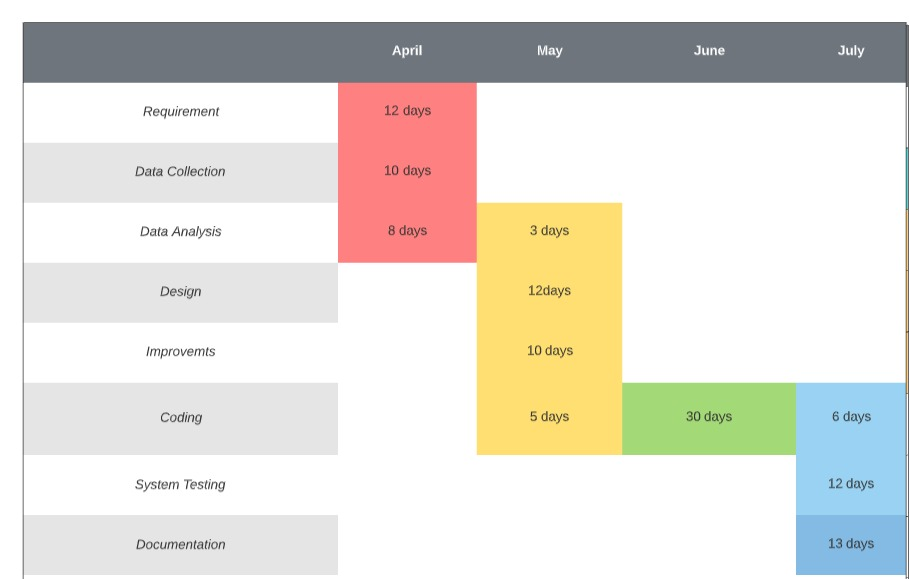 April May June July
Requirement 12 days
Data Collection 10 days
Data Analysis 8 days 3 days
Design 12days
Improvemts 10 days
Coding 5 days 30 days 6 days
System Testing 12 days
Documentation 13 days